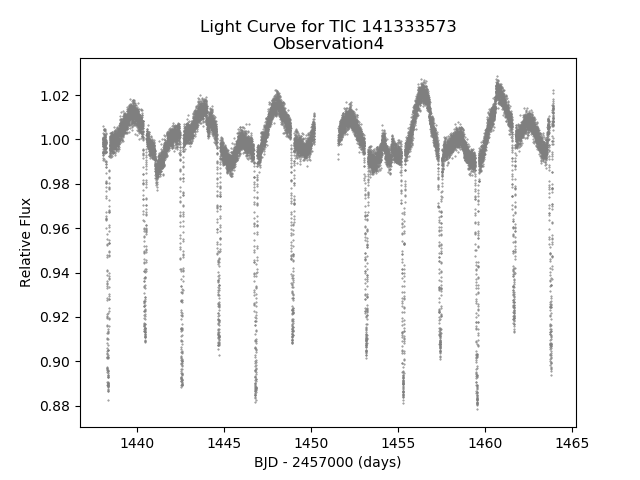 Light Curve for TIC 141333573
Observation4
Relative Flux
1.02
1.00
0.98
0.96
0.94
0.92
0.90
0.88
1440 1445 1450 1455 1460 1465
BJD - 2457000 (days)